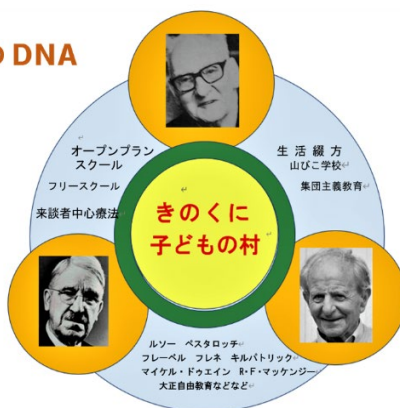 DNA
オープンプラン
スクール
フリースクール
来談者中心療法
生活綴方
山びこ学校
集団主義教育
きのくに
子どもの村
ルソー ペスタロッチ
フレーベル フレネ キルパトリック
マイケル・ドゥエイン R・F・マッケンジー
大正自由教育などなど